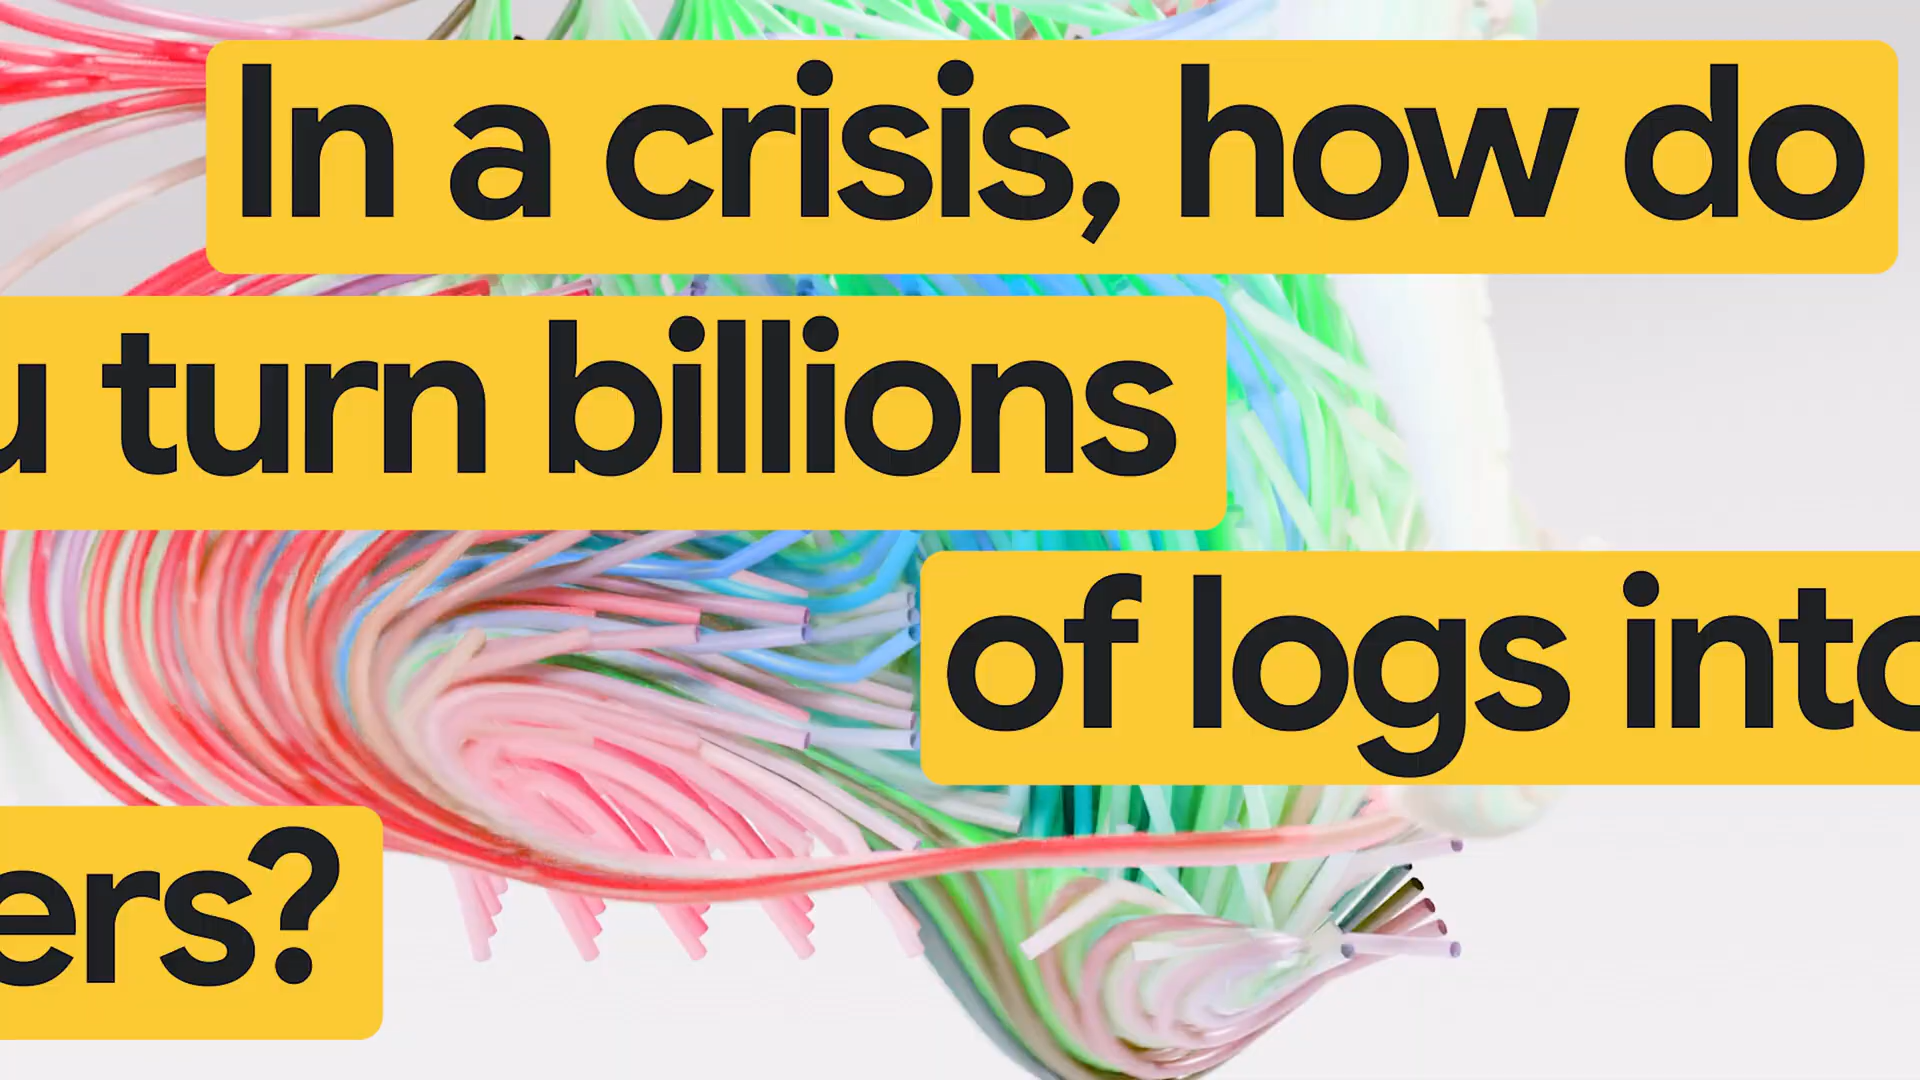 In a crisis, how do
u turn billions
of logs into
ers?